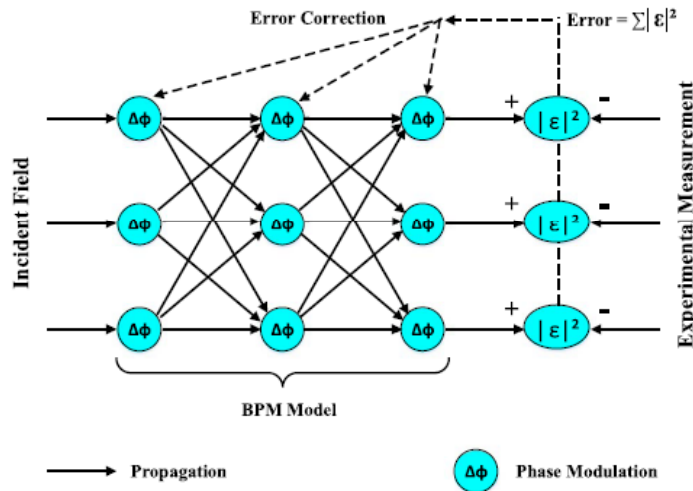 Error Correction
Error = ∑| ε|²
Δϕ Δϕ Δϕ + |ε|² -
Incident Field
Δϕ Δϕ Δϕ + |ε|² -
Experimental Measurement
Δϕ Δϕ Δϕ + |ε|² -
BPM Model
Propagation
Δϕ Phase Modulation